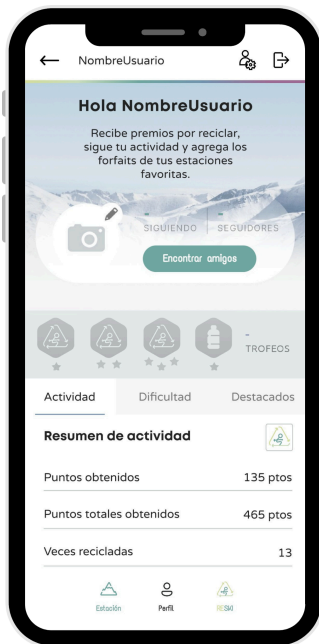 NombreUsuario
Hola NombreUsuario
Recibe premios por reciclar,
sigue tu actividad y agrega los
forfaits de tus estaciones
favoritas.
- -
SIGUIENDO SEGUIDORES
Encontrar amigos
-
TROFEOS
Actividad Dificultad Destacados
Resumen de actividad
Puntos obtenidos 135 ptos
Puntos totales obtenidos 465 ptos
Veces recicladas 13
Estación Perfil RESKI